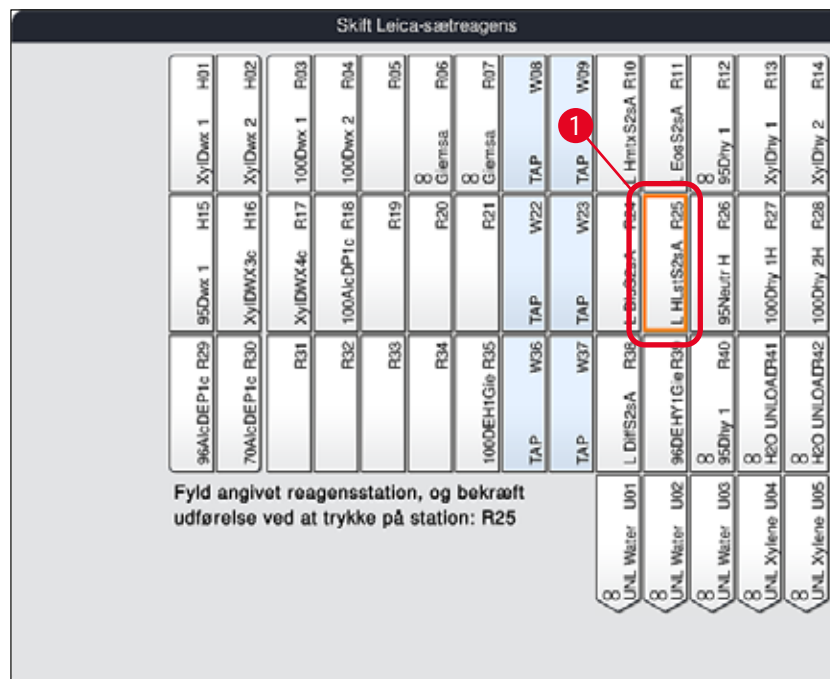 Skift Leica-sætreagens
XylDwx 1 H01
XylDwx 2 H02
100Dwx 1 R03
100Dwx 2 R04
R05
∞ Giemsa R06
∞ Giemsa R07
TAP W08
TAP W09
L HmtxS2sA R10
L EosS2sA R11
∞ 95Dhy 1 R12
XylDhy 1 R13
XylDhy 2 R14
1
95Dwx 1 H15
XylDWX3c H16
XylDWX4c R17
100AlcDP1c R18
R19
R20
R21
TAP W22
TAP W23
R24
L HLstS2sA R25
95Neutr H R26
100Dhy 1H R27
100Dhy 2H R28
96AlcDEP1c R29
70AlcDEP1c R30
R31
R32
R33
R34
100DEH1Gie R35
TAP W36
TAP W37
L DiffS2sA R38
96DEHY1Gie R39
∞ 95Dhy 1 R40
∞ H2O UNLOAD R41
∞ H2O UNLOAD R42
Fyld angivet reagensstation, og bekræft
udførelse ved at trykke på station: R25
∞ UNL Water U01
∞ UNL Water U02
∞ UNL Water U03
∞ UNL Xylene U04
∞ UNL Xylene U05